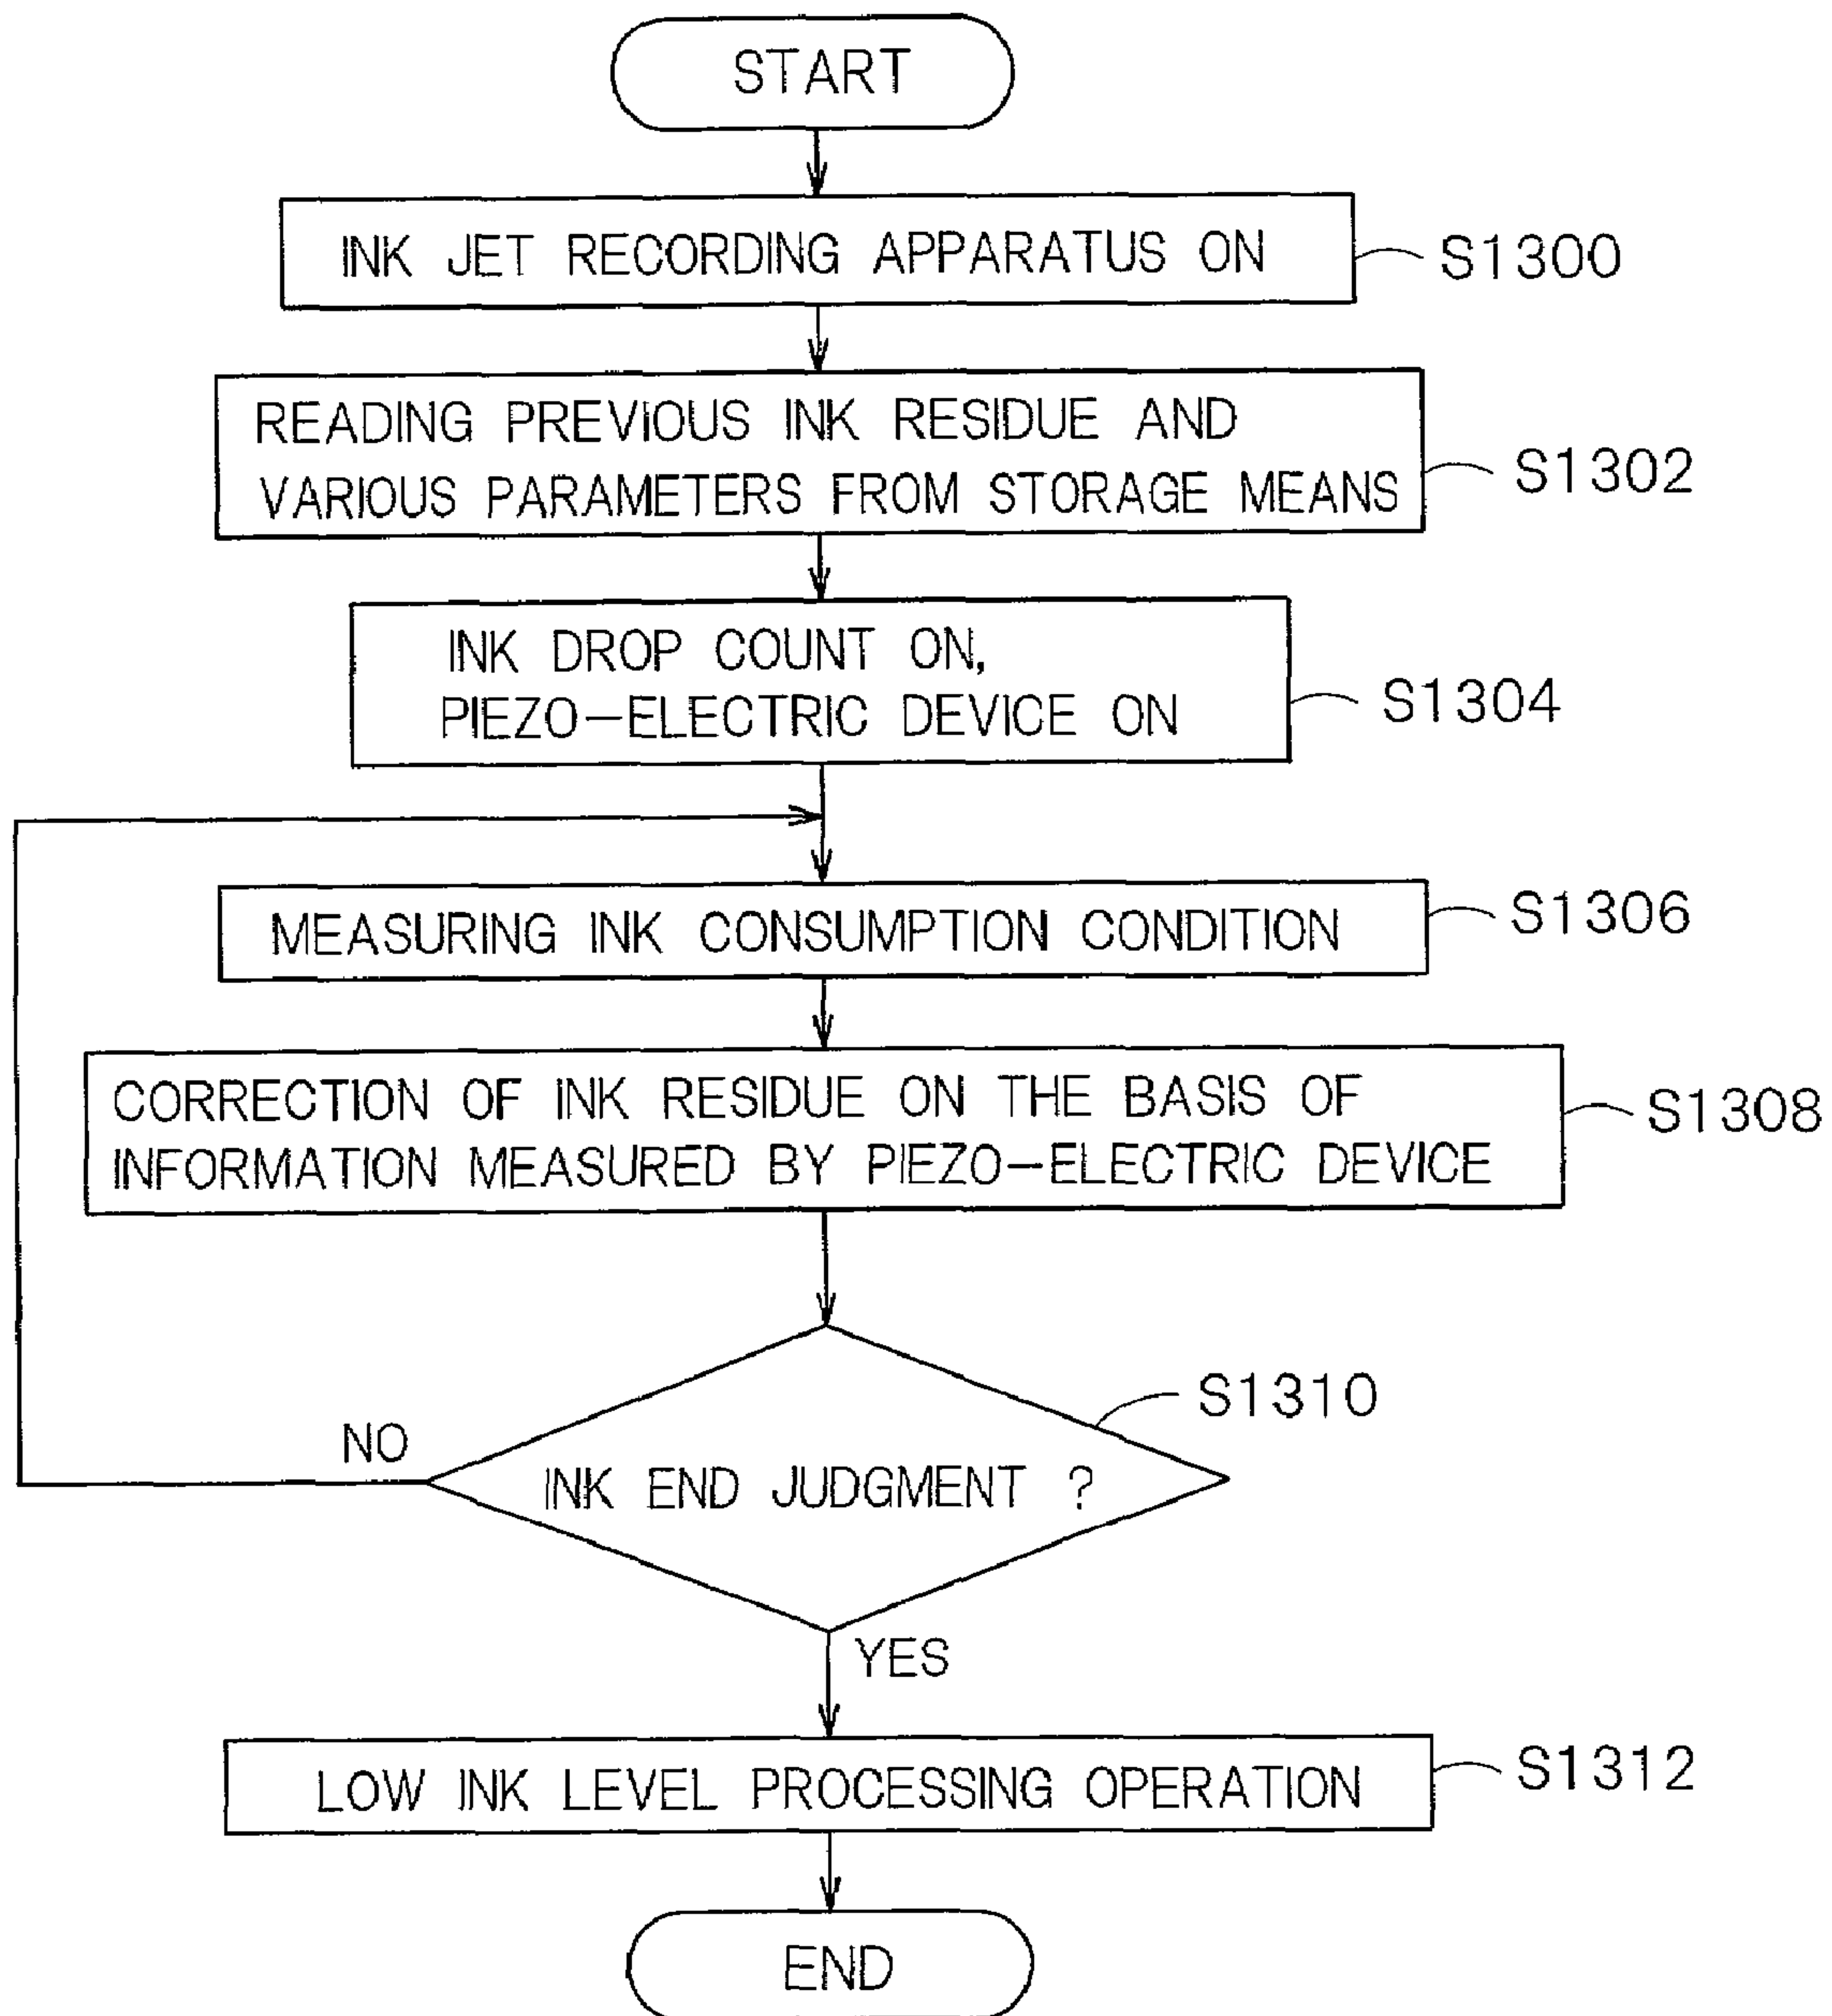 START
INK JET RECORDING APPARATUS ON
S1300
READING PREVIOUS INK RESIDUE AND
VARIOUS PARAMETERS FROM STORAGE MEANS
S1302
INK DROP COUNT ON,
PIEZO-ELECTRIC DEVICE ON
S1304
MEASURING INK CONSUMPTION CONDITION
S1306
CORRECTION OF INK RESIDUE ON THE BASIS OF
INFORMATION MEASURED BY PIEZO-ELECTRIC DEVICE
S1308
S1310
NO
INK END JUDGMENT ?
YES
LOW INK LEVEL PROCESSING OPERATION
S1312
END